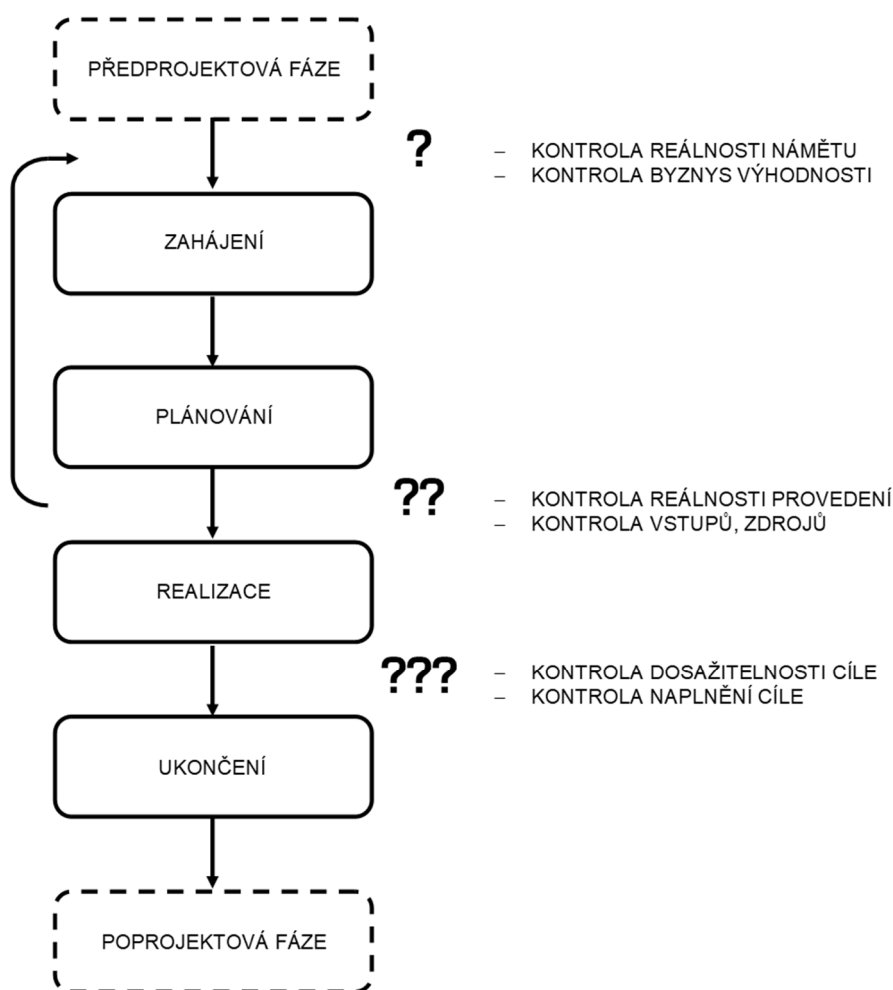 PŘEDPROJEKTOVÁ FÁZE
?
– KONTROLA REÁLNOSTI NÁMĚTU
– KONTROLA BYZNYS VÝHODNOSTI
ZAHÁJENÍ
PLÁNOVÁNÍ
??
– KONTROLA REÁLNOSTI PROVEDENÍ
– KONTROLA VSTUPŮ, ZDROJŮ
REALIZACE
???
– KONTROLA DOSAŽITELNOSTI CÍLE
– KONTROLA NAPLNĚNÍ CÍLE
UKONČENÍ
POPROJEKTOVÁ FÁZE